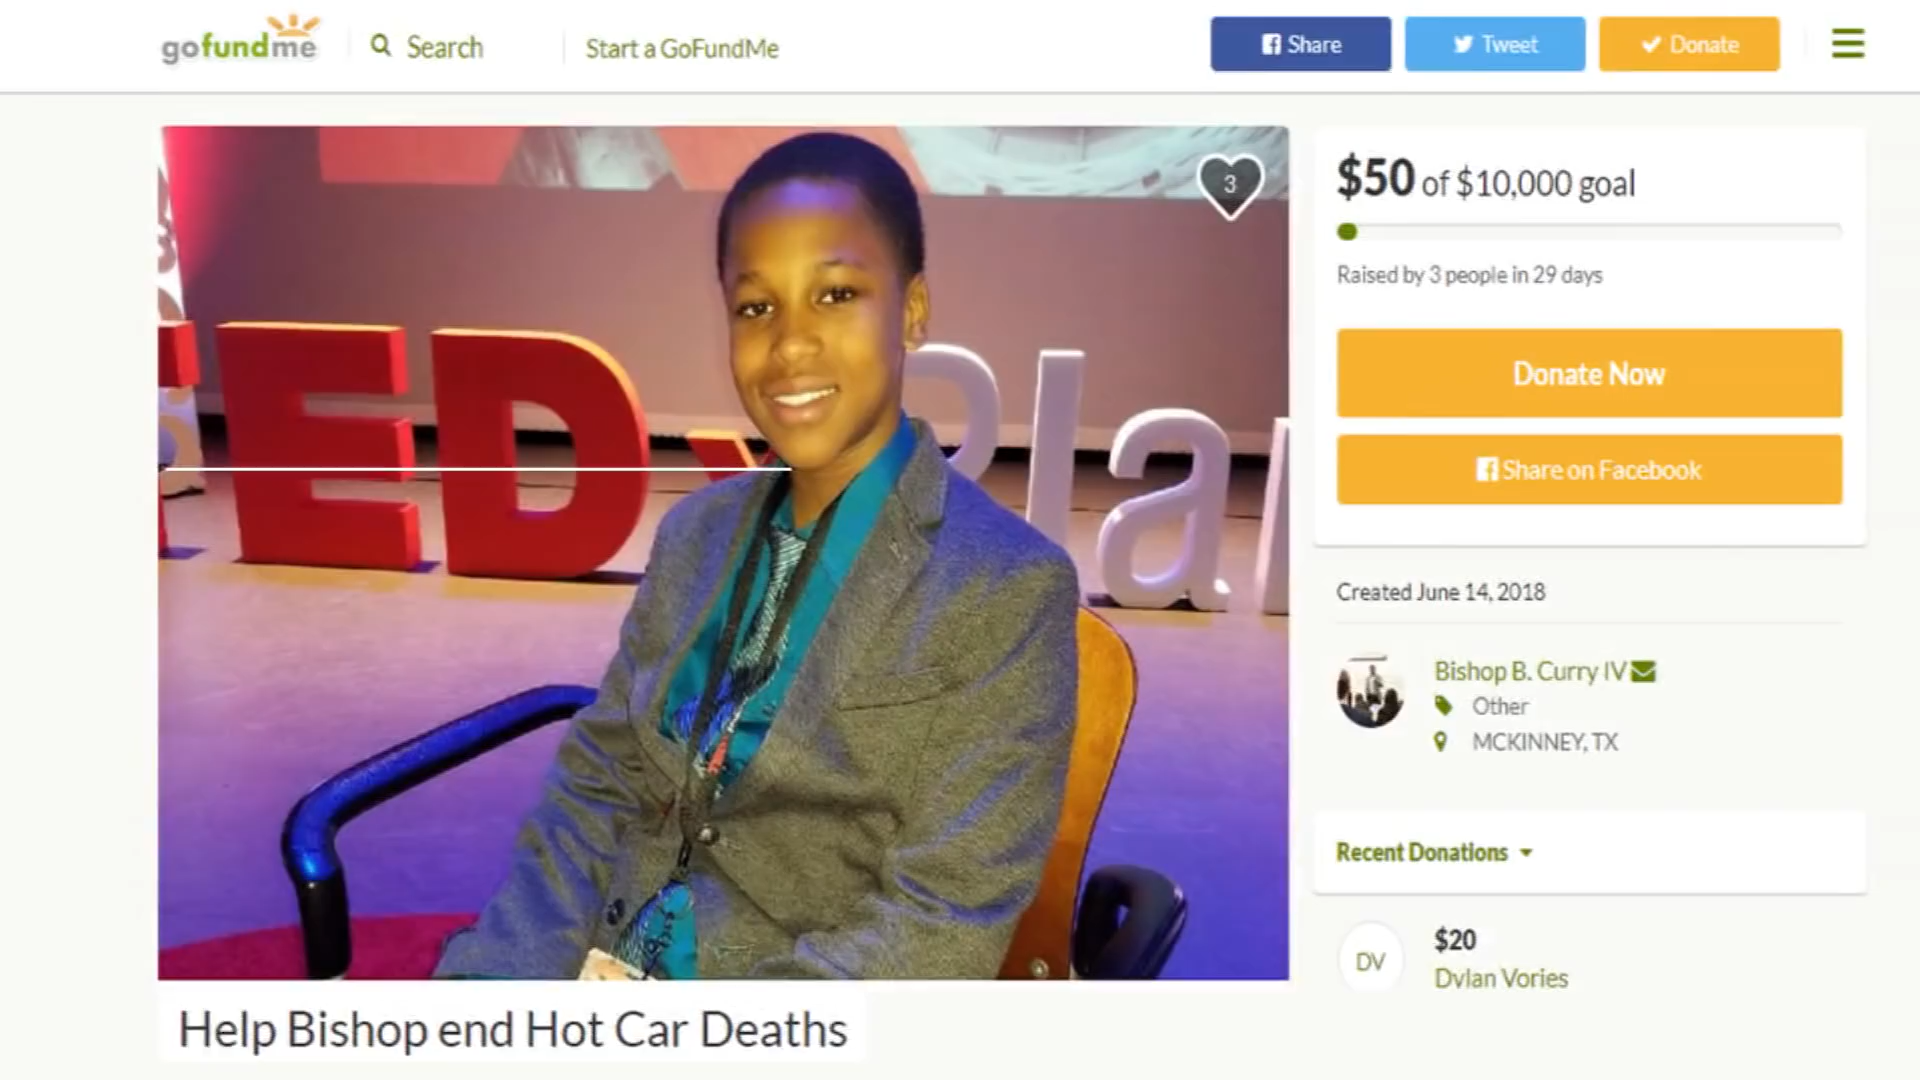 gofundme
Search
Start a GoFundMe
Share
Tweet
Donate
3
TEDx Plan
$50 of $10,000 goal
Raised by 3 people in 29 days
Donate Now
Share on Facebook
Created June 14, 2018
Bishop B. Curry IV
Other
MCKINNEY, TX
Recent Donations
DV
$20
Dylan Vories
Help Bishop end Hot Car Deaths